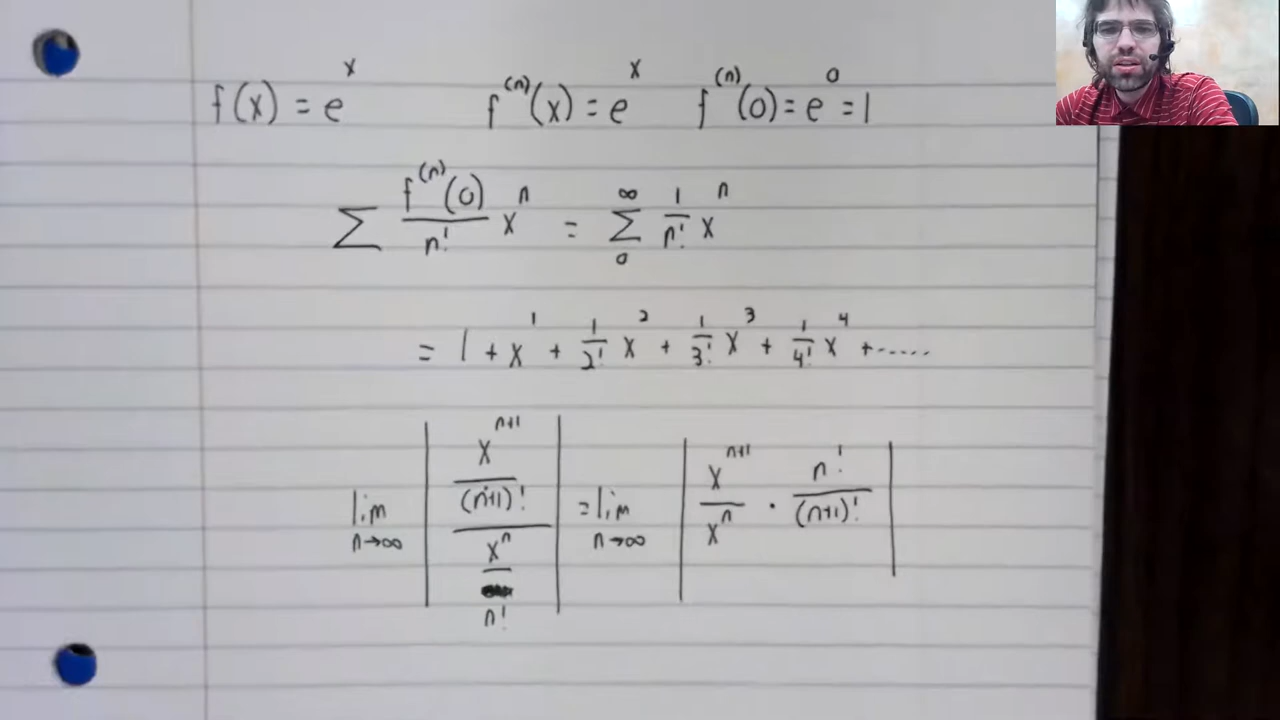 f(x) = e^x   f^(n)(x) = e^x   f^(n)(0) = e^0 = 1
∑ f^(n)(0)/n! x^n = ∑_0^∞ 1/n! x^n
= 1 + x^1 + 1/2! x^2 + 1/3! x^3 + 1/4! x^4 + .....
lim_{n→∞} | (x^{n+1}/(n+1)!) / (x^n/n!) | = lim_{n→∞} | x^{n+1}/x^n · n!/(n+1)! |